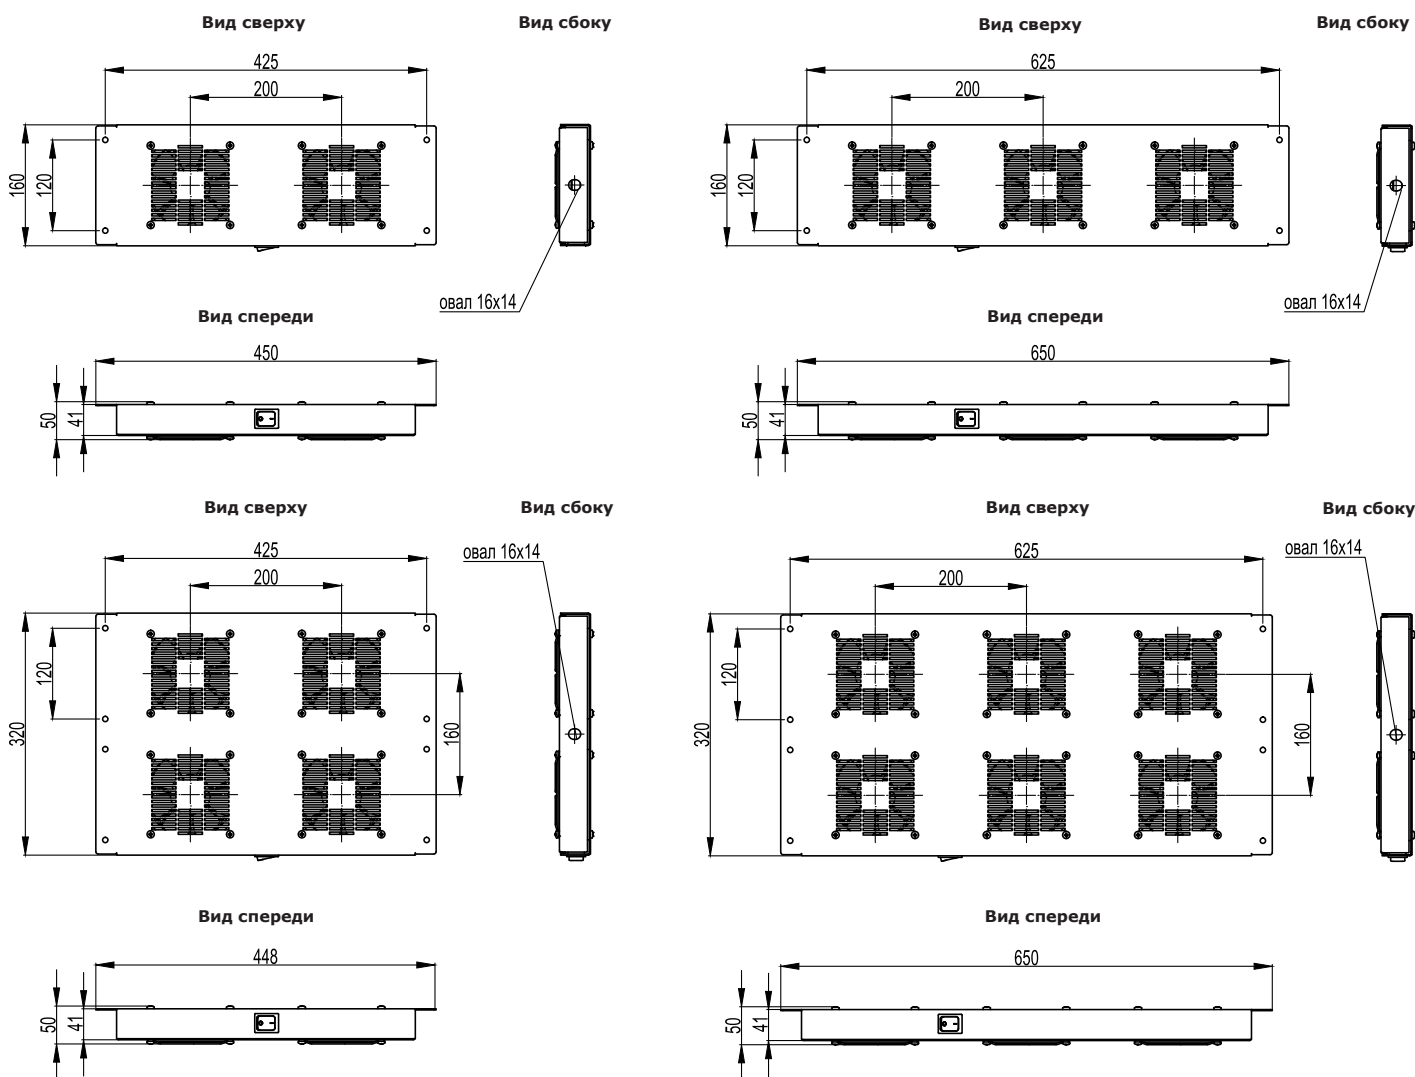 Вид сверху
Вид сбоку
425
200
160
120
овал 16х14
Вид спереди
450
50
41
Вид сверху
Вид сбоку
625
200
160
120
овал 16х14
Вид спереди
650
50
41
Вид сверху
Вид сбоку
425
овал 16х14
200
120
320
160
Вид спереди
448
50
41
Вид сверху
Вид сбоку
625
овал 16х14
200
120
320
160
Вид спереди
650
50
41